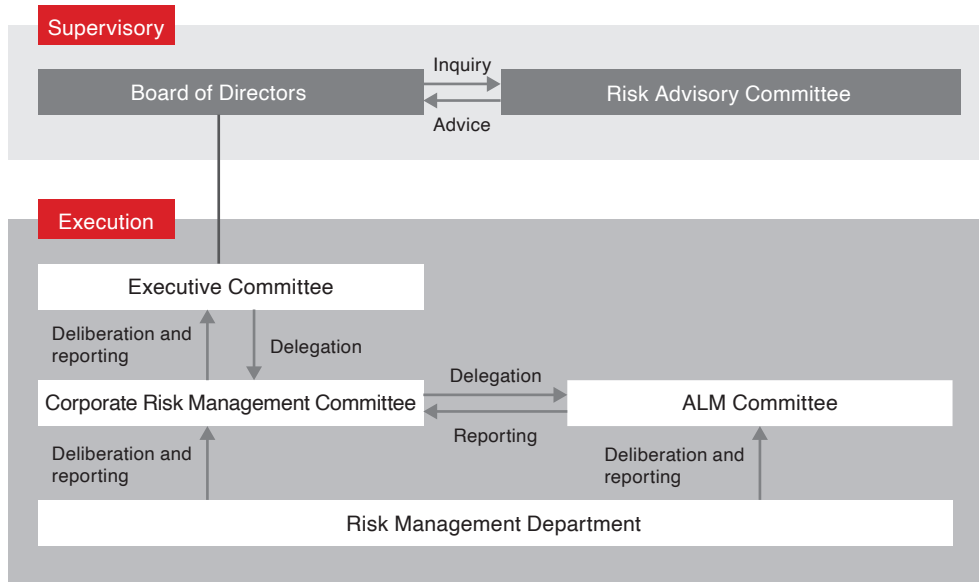 Supervisory
Inquiry
Board of Directors
Risk Advisory Committee
Advice
Execution
Executive Committee
Deliberation and
reporting
Delegation
Delegation
Corporate Risk Management Committee
ALM Committee
Reporting
Deliberation and
reporting
Deliberation and
reporting
Risk Management Department